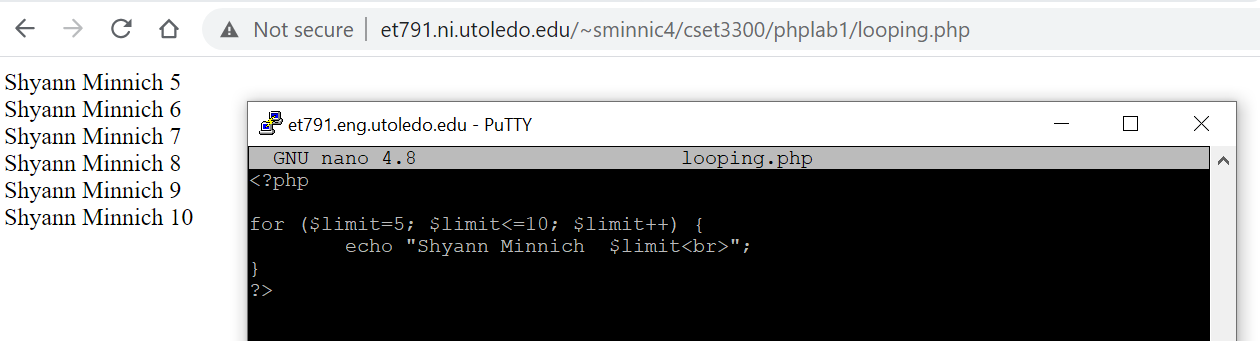 Not secure | et791.ni.utoledo.edu/~sminnic4/cset3300/phplab1/looping.php
Shyann Minnich 5
Shyann Minnich 6
Shyann Minnich 7
Shyann Minnich 8
Shyann Minnich 9
Shyann Minnich 10
et791.eng.utoledo.edu - PuTTY
GNU nano 4.8 looping.php
<?php
for ($limit=5; $limit<=10; $limit++) {
echo "Shyann Minnich  $limit<br>";
}
?>